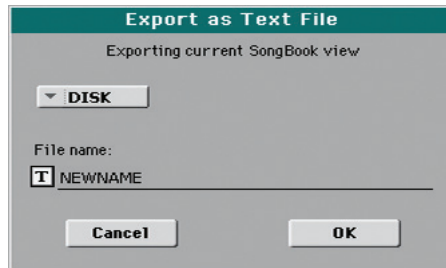 Export as Text File
Exporting current SongBook view
DISK
File name:
T NEWNAME
Cancel OK